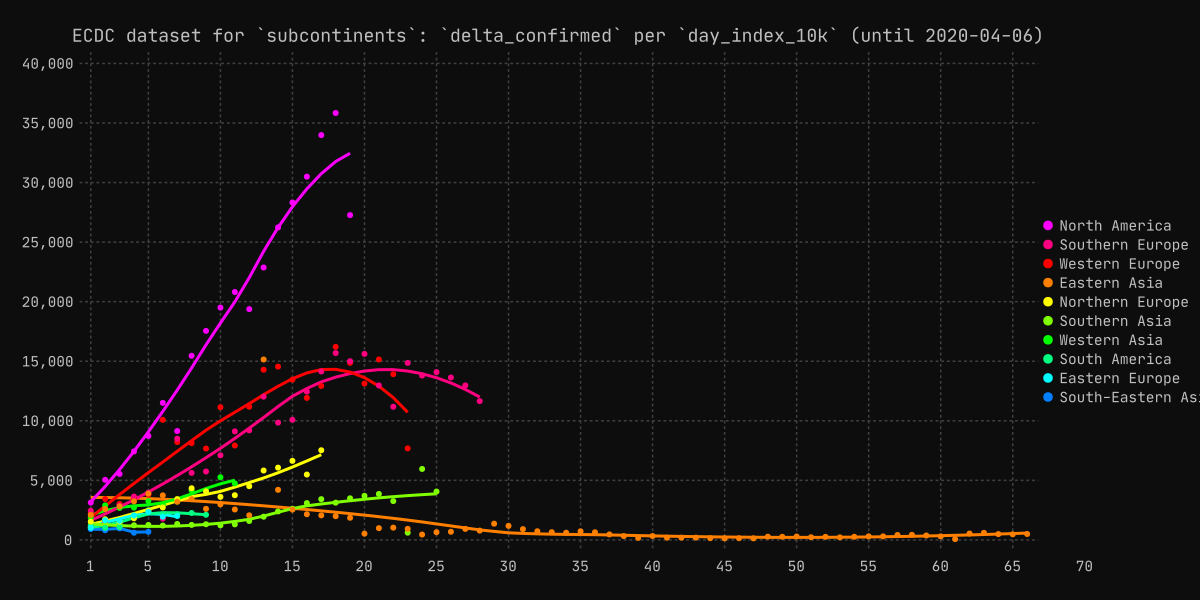 ECDC dataset for `subcontinents`: `delta_confirmed` per `day_index_10k` (until 2020-04-06)
40,000
35,000
30,000
25,000
20,000
15,000
10,000
5,000
0
1 5 10 15 20 25 30 35 40 45 50 55 60 65 70
North America
Southern Europe
Western Europe
Eastern Asia
Northern Europe
Southern Asia
Western Asia
South America
Eastern Europe
South-Eastern As